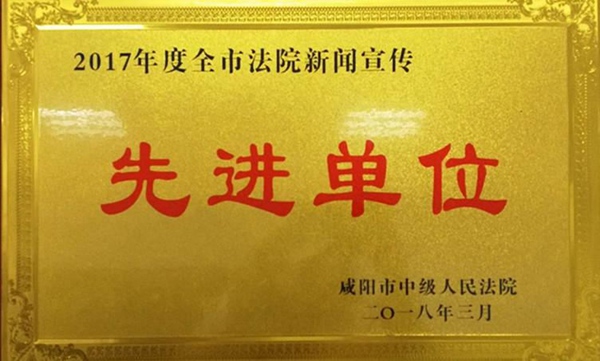 2017年度全市法院新闻宣传
先进单位
咸阳市中级人民法院
二〇一八年三月